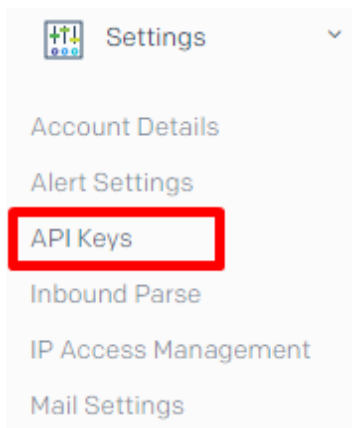 Settings
Account Details
Alert Settings
API Keys
Inbound Parse
IP Access Management
Mail Settings